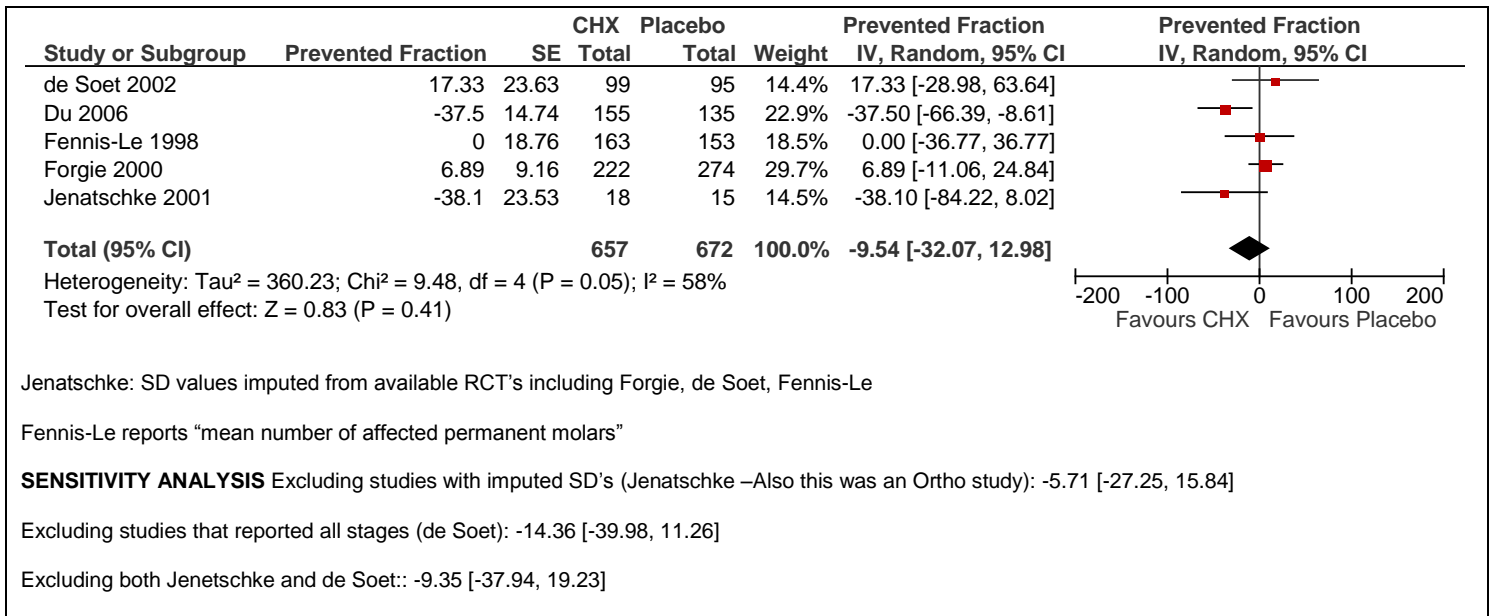 CHX Placebo Prevented Fraction Prevented Fraction
Study or Subgroup Prevented Fraction SE Total Total Weight IV, Random, 95% CI IV, Random, 95% CI
de Soet 2002 17.33 23.63 99 95 14.4% 17.33 [-28.98, 63.64]
Du 2006 -37.5 14.74 155 135 22.9% -37.50 [-66.39, -8.61]
Fennis-Le 1998 0 18.76 163 153 18.5% 0.00 [-36.77, 36.77]
Forgie 2000 6.89 9.16 222 274 29.7% 6.89 [-11.06, 24.84]
Jenatschke 2001 -38.1 23.53 18 15 14.5% -38.10 [-84.22, 8.02]
Total (95% CI) 657 672 100.0% -9.54 [-32.07, 12.98]
Heterogeneity: Tau² = 360.23; Chi² = 9.48, df = 4 (P = 0.05); I² = 58%
Test for overall effect: Z = 0.83 (P = 0.41)
-200 -100 0 100 200
Favours CHX Favours Placebo
Jenatschke: SD values imputed from available RCT's including Forgie, de Soet, Fennis-Le
Fennis-Le reports “mean number of affected permanent molars”
SENSITIVITY ANALYSIS Excluding studies with imputed SD's (Jenatschke –Also this was an Ortho study): -5.71 [-27.25, 15.84]
Excluding studies that reported all stages (de Soet): -14.36 [-39.98, 11.26]
Excluding both Jenetschke and de Soet:: -9.35 [-37.94, 19.23]